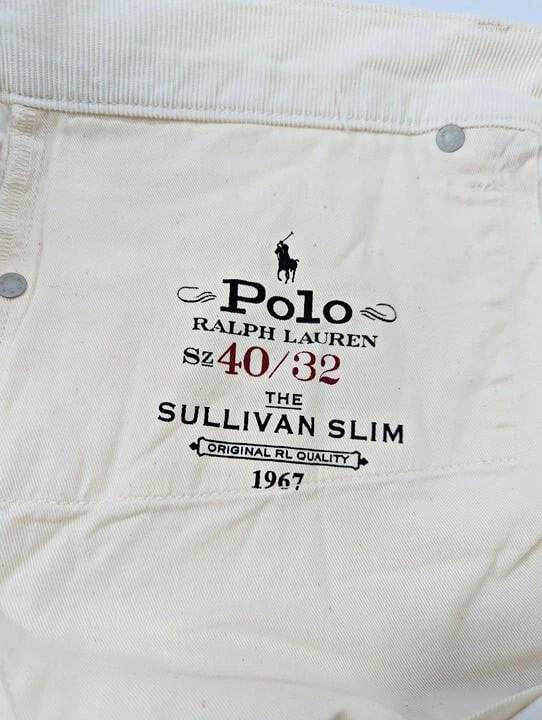 Polo
RALPH LAUREN
Sz 40/32
THE
SULLIVAN SLIM
ORIGINAL RL QUALITY
1967